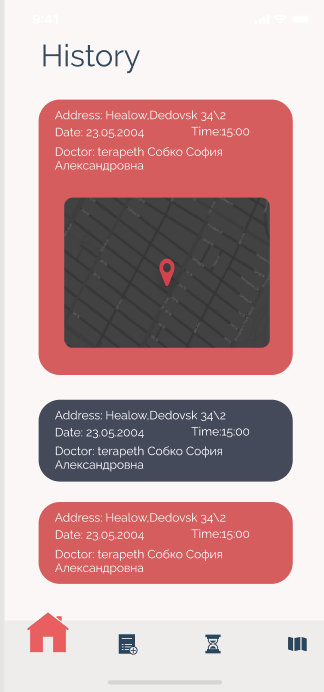 9:41
History
Address: Healow,Dedovsk 34\2
Date: 23.05.2004 Time:15:00
Doctor: terapeth Собко София
Александровна
Address: Healow,Dedovsk 34\2
Date: 23.05.2004 Time:15:00
Doctor: terapeth Собко София
Александровна
Address: Healow,Dedovsk 34\2
Date: 23.05.2004 Time:15:00
Doctor: terapeth Собко София
Александровна